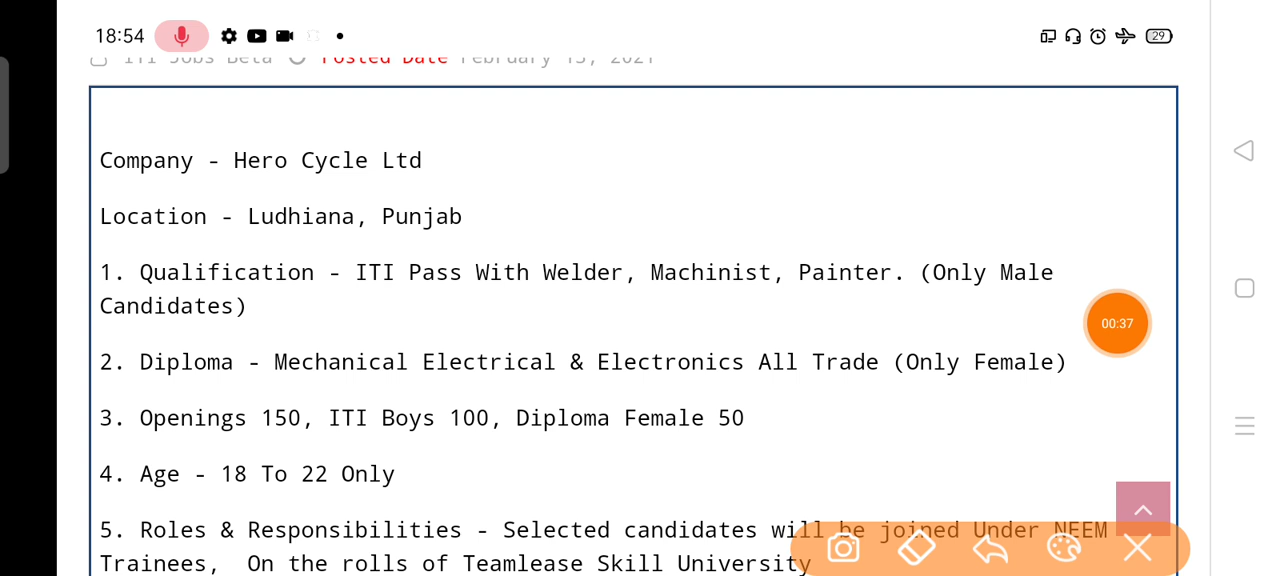 18:54
29
ITI Jobs Beta Posted Date February 13, 2021
Company - Hero Cycle Ltd
Location - Ludhiana, Punjab
1. Qualification - ITI Pass With Welder, Machinist, Painter. (Only Male
Candidates)
00:37
2. Diploma - Mechanical Electrical & Electronics All Trade (Only Female)
3. Openings 150, ITI Boys 100, Diploma Female 50
4. Age - 18 To 22 Only
5. Roles & Responsibilities - Selected candidates will be joined Under NEEM
Trainees, On the rolls of Teamlease Skill University